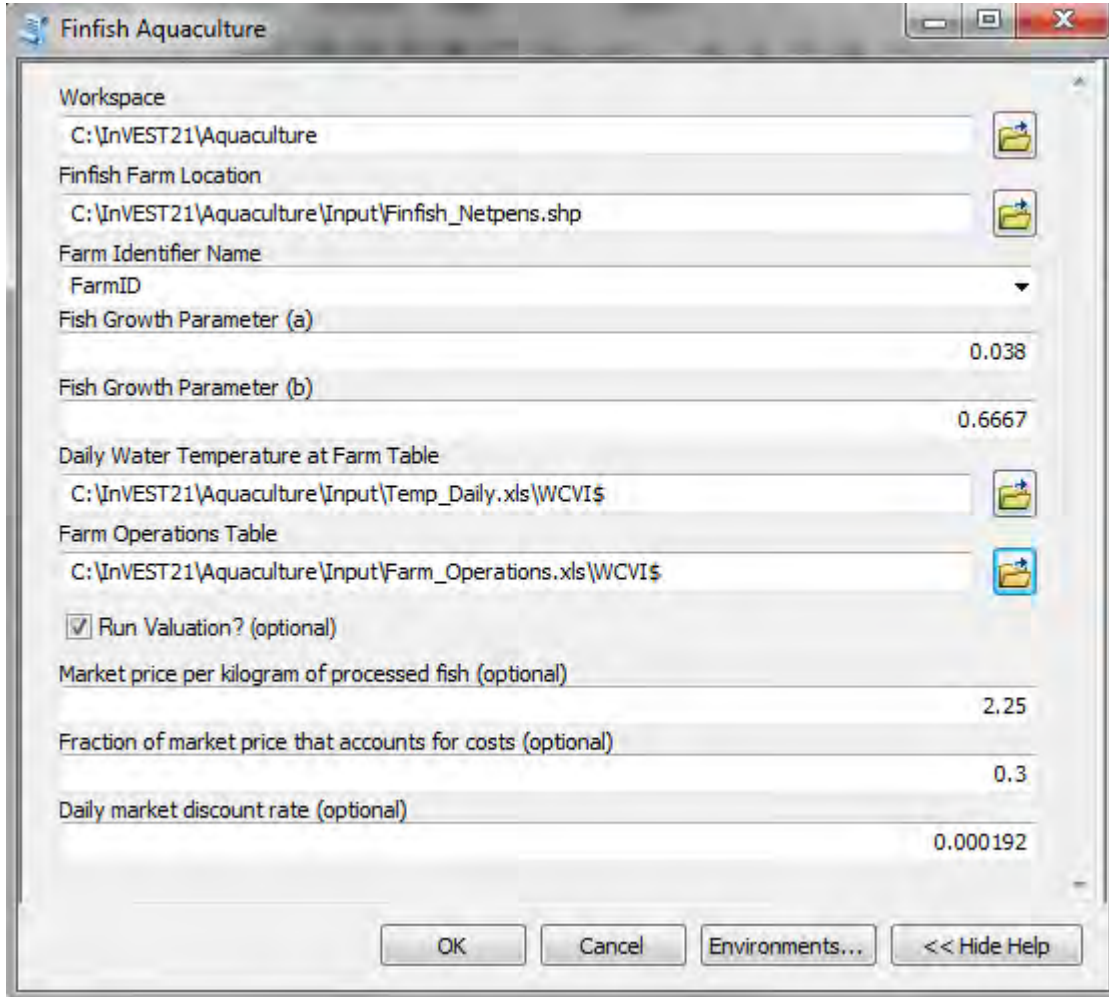 Finfish Aquaculture
Workspace
C:\InVEST21\Aquaculture
Finfish Farm Location
C:\InVEST21\Aquaculture\Input\Finfish_Netpens.shp
Farm Identifier Name
FarmID
Fish Growth Parameter (a)
0.038
Fish Growth Parameter (b)
0.6667
Daily Water Temperature at Farm Table
C:\InVEST21\Aquaculture\Input\Temp_Daily.xls\WCVI$
Farm Operations Table
C:\InVEST21\Aquaculture\Input\Farm_Operations.xls\WCVI$
Run Valuation? (optional)
Market price per kilogram of processed fish (optional)
2.25
Fraction of market price that accounts for costs (optional)
0.3
Daily market discount rate (optional)
0.000192
OK Cancel Environments... << Hide Help